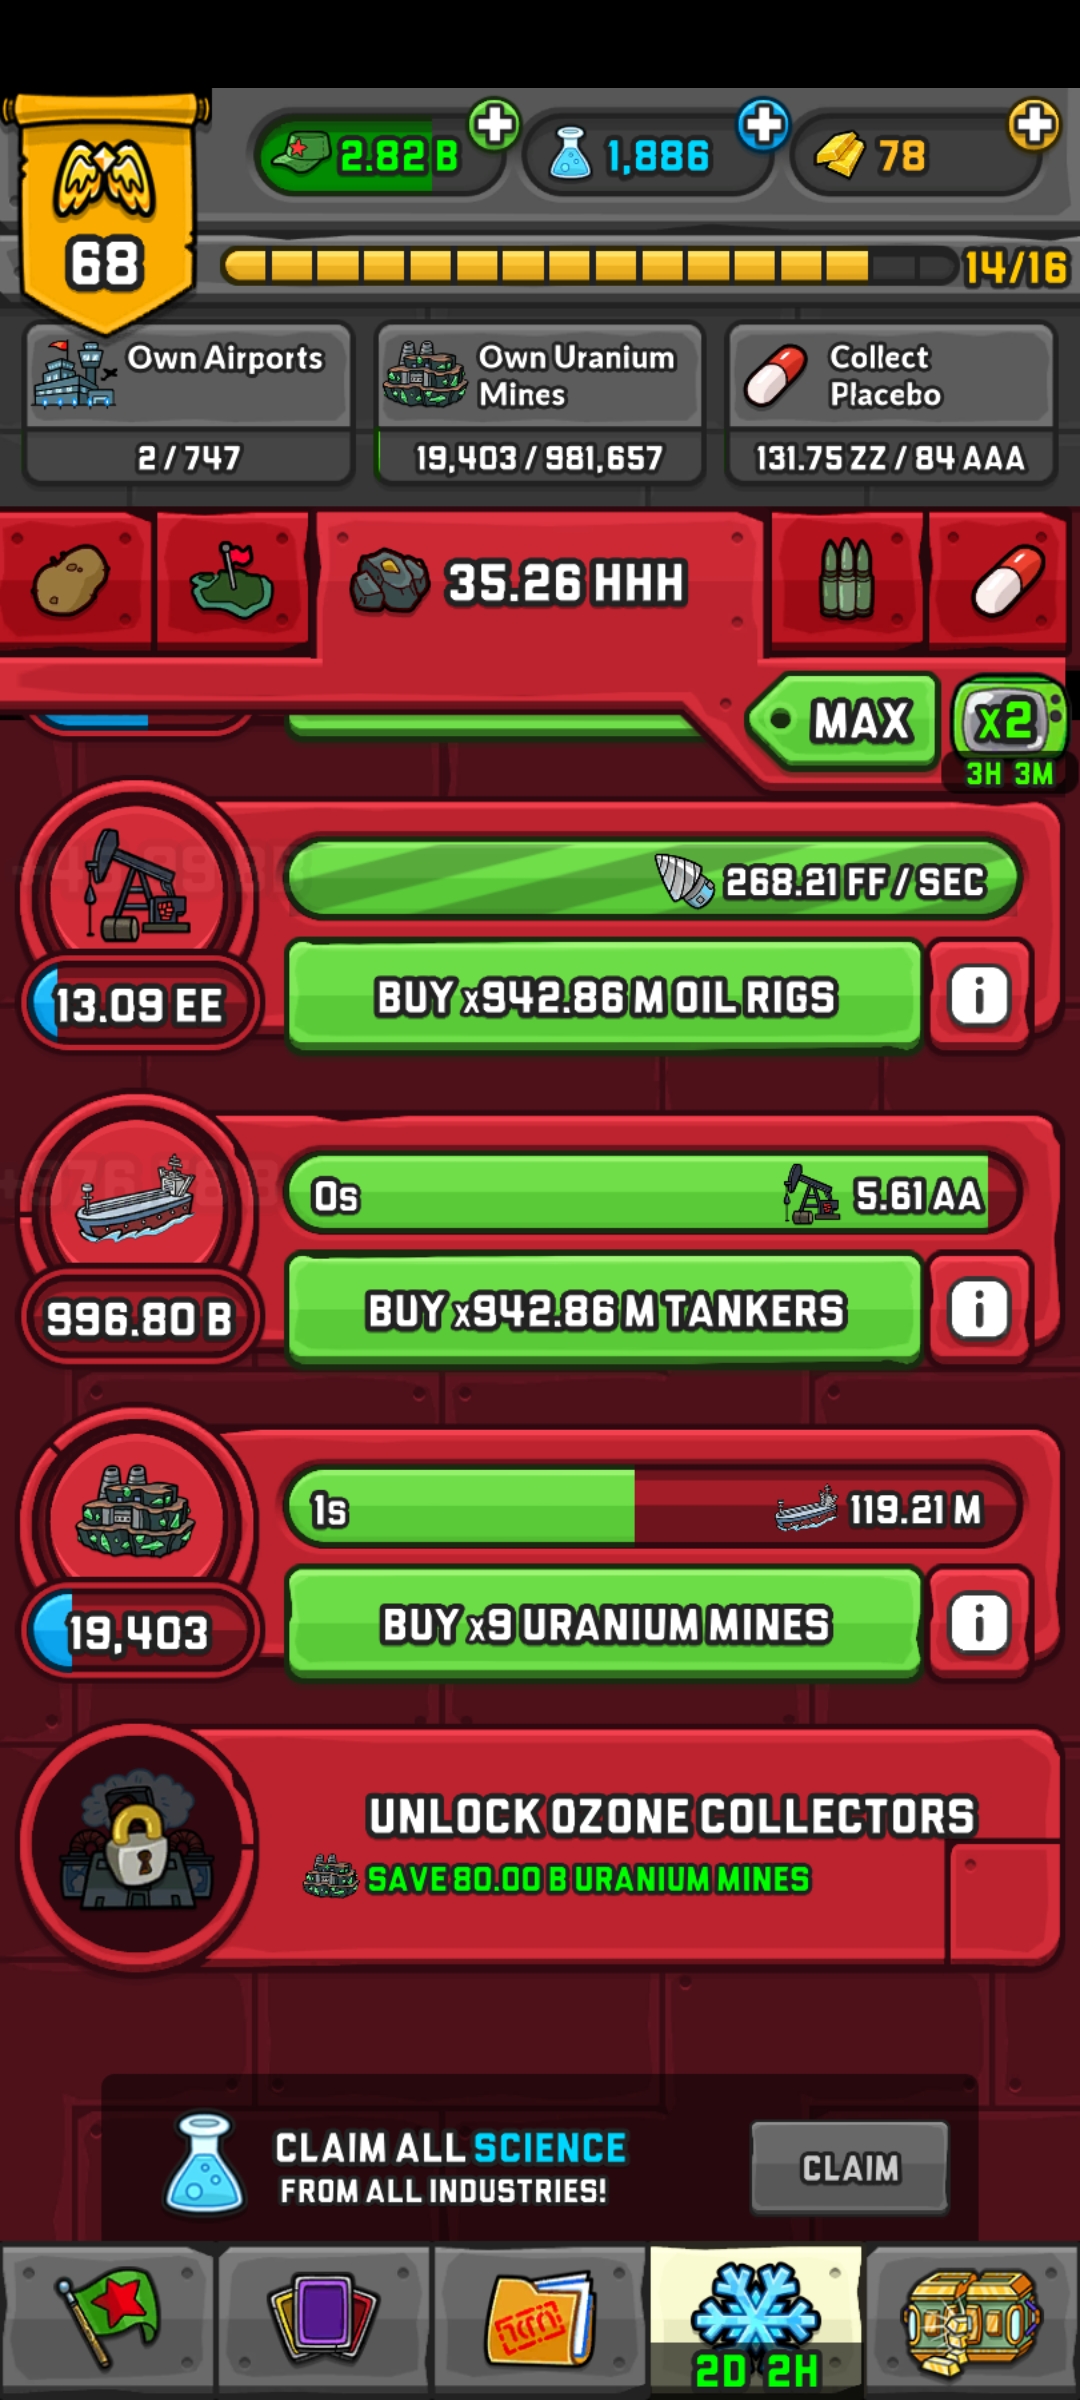 2.82 B
1,886
78
68
14/16
Own Airports
2 / 747
Own Uranium
Mines
19,403 / 981,657
Collect
Placebo
131.75 ZZ / 84 AAA
35.26 HHH
MAX
x2
3H 3M
268.21 FF / SEC
13.09 EE
BUY x942.86 M OIL RIGS
i
0s
5.61 AA
996.80 B
BUY x942.86 M TANKERS
i
1s
119.21 M
19,403
BUY x9 URANIUM MINES
i
UNLOCK OZONE COLLECTORS
SAVE 80.00 B URANIUM MINES
CLAIM ALL SCIENCE
FROM ALL INDUSTRIES!
CLAIM
2D 2H